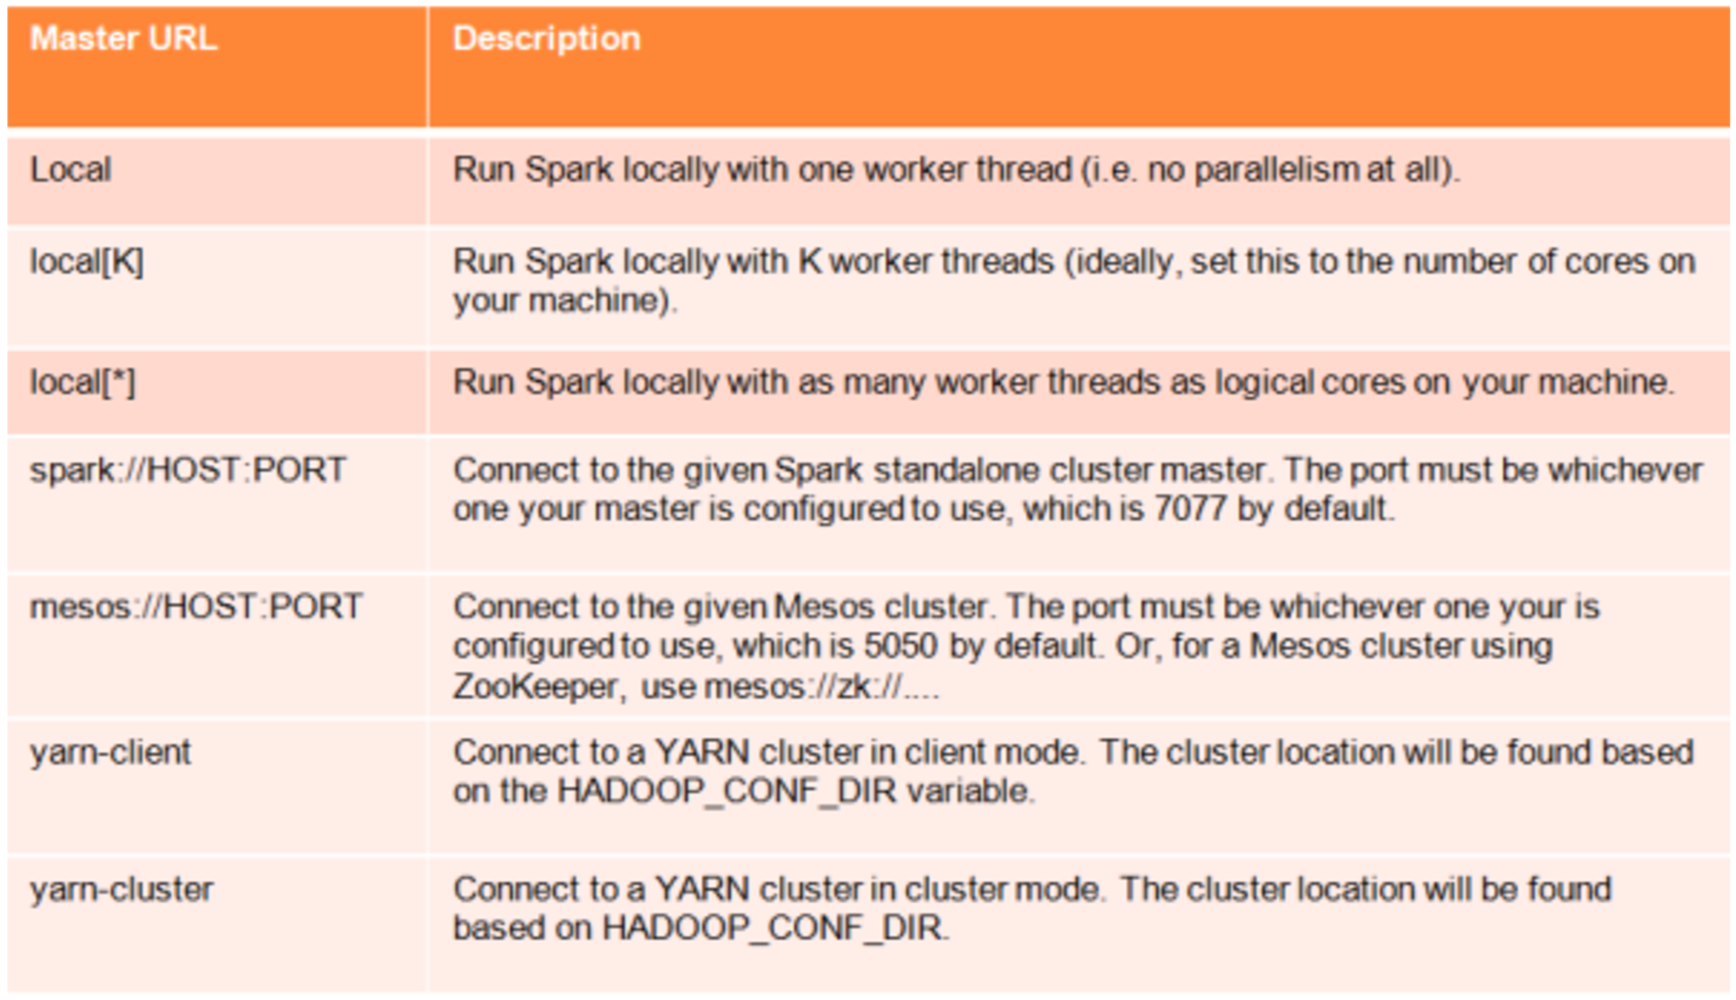 Master URL
Description
Local
Run Spark locally with one worker thread (i.e. no parallelism at all).
local[K]
Run Spark locally with K worker threads (ideally, set this to the number of cores on
your machine).
local[*]
Run Spark locally with as many worker threads as logical cores on your machine.
spark://HOST:PORT
Connect to the given Spark standalone cluster master. The port must be whichever
one your master is configured to use, which is 7077 by default.
mesos://HOST:PORT
Connect to the given Mesos cluster. The port must be whichever one your is
configured to use, which is 5050 by default. Or, for a Mesos cluster using
ZooKeeper, use mesos://zk://....
yarn-client
Connect to a YARN cluster in client mode. The cluster location will be found based
on the HADOOP_CONF_DIR variable.
yarn-cluster
Connect to a YARN cluster in cluster mode. The cluster location will be found
based on HADOOP_CONF_DIR.